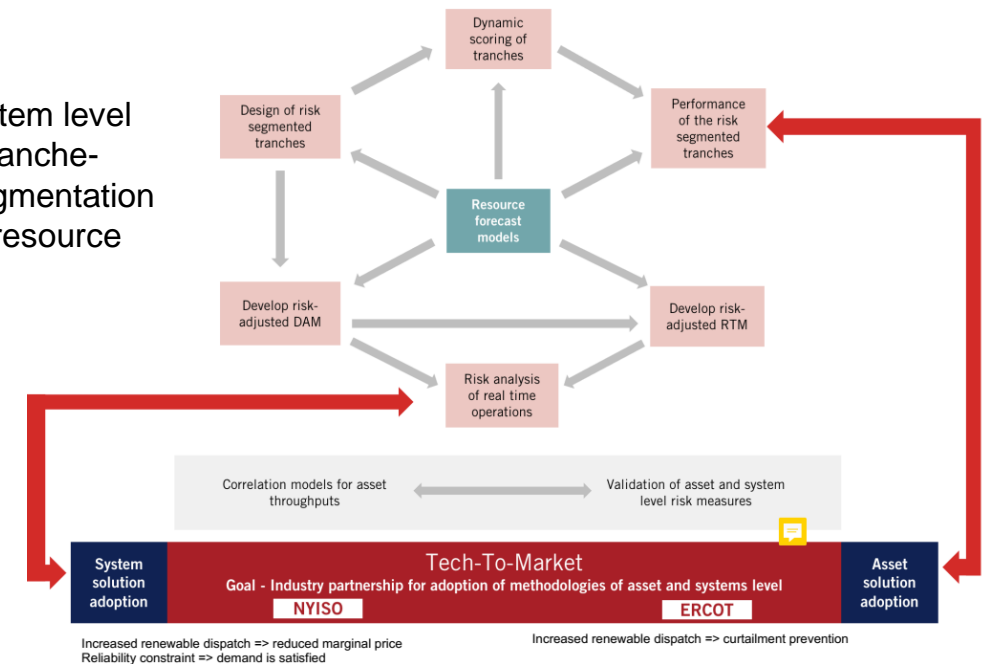 tem level
anche-
gmentation
resource
Dynamic
scoring of
tranches
Design of risk
segmented
tranches
Performance
of the risk
segmented
tranches
Resource
forecast
models
Develop risk-
adjusted DAM
Develop risk-
adjusted RTM
Risk analysis
of real time
operations
Correlation models for asset
throughputs
Validation of asset and system
level risk measures
System
solution
adoption
Tech-To-Market
Goal - Industry partnership for adoption of methodologies of asset and systems level
NYISO
ERCOT
Asset
solution
adoption
Increased renewable dispatch => reduced marginal price
Reliability constraint => demand is satisfied
Increased renewable dispatch => curtailment prevention